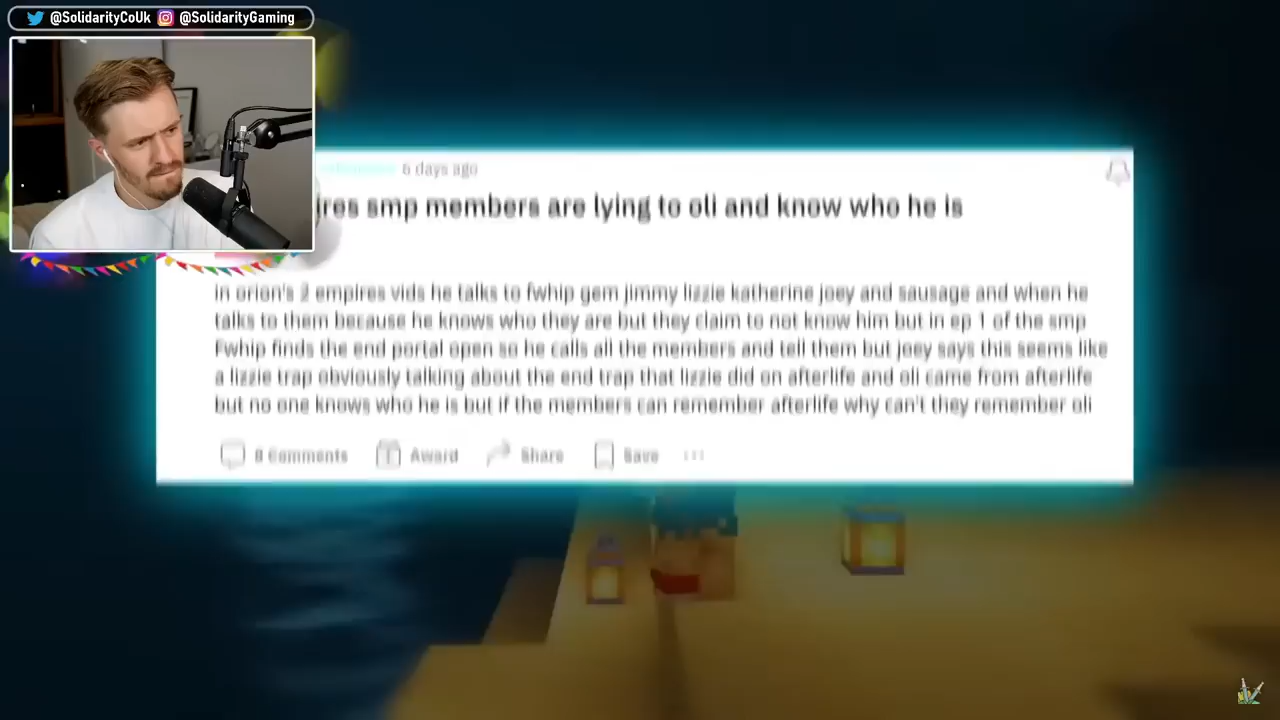 @SolidarityCoUk @SolidarityGaming
6 days ago
ires smp members are lying to oli and know who he is
In orion's 2 empires vids he talks to fwhip gem jimmy lizzie katherine joey and sausage and when he
talks to them because he knows who they are but they claim to not know him but in ep 1 of the smp
Fwhip finds the end portal open so he calls all the members and tell them but joey says this seems like
a lizzie trap obviously talking about the end trap that lizzie did on afterlife and oli came from afterlife
but no one knows who he is but if the members can remember afterlife why can't they remember oli
8 Comments Award Share Save ...